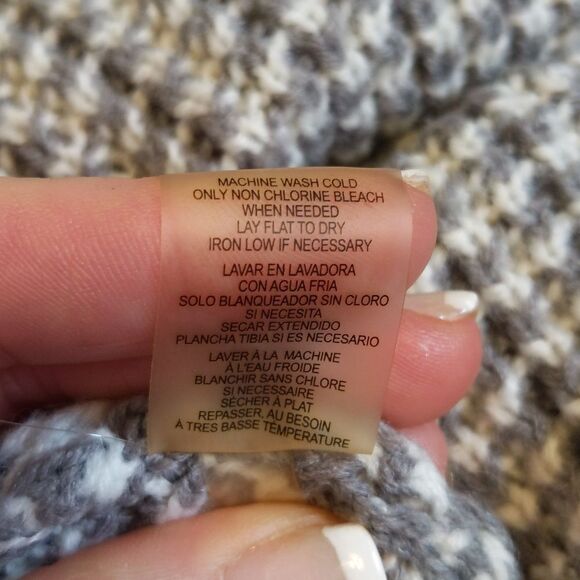 MACHINE WASH COLD
ONLY NON CHLORINE BLEACH
WHEN NEEDED
LAY FLAT TO DRY
IRON LOW IF NECESSARY
LAVAR EN LAVADORA
CON AGUA FRIA
SOLO BLANQUEADOR SIN CLORO
SI NECESITA
SECAR EXTENDIDO
PLANCHA TIBIA SI ES NECESARIO
LAVER À LA MACHINE
À L'EAU FROIDE
BLANCHIR SANS CHLORE
SI NECESSAIRE
SÉCHER À PLAT
REPASSER, AU BESOIN
À TRES BASSE TEMPÉRATURE